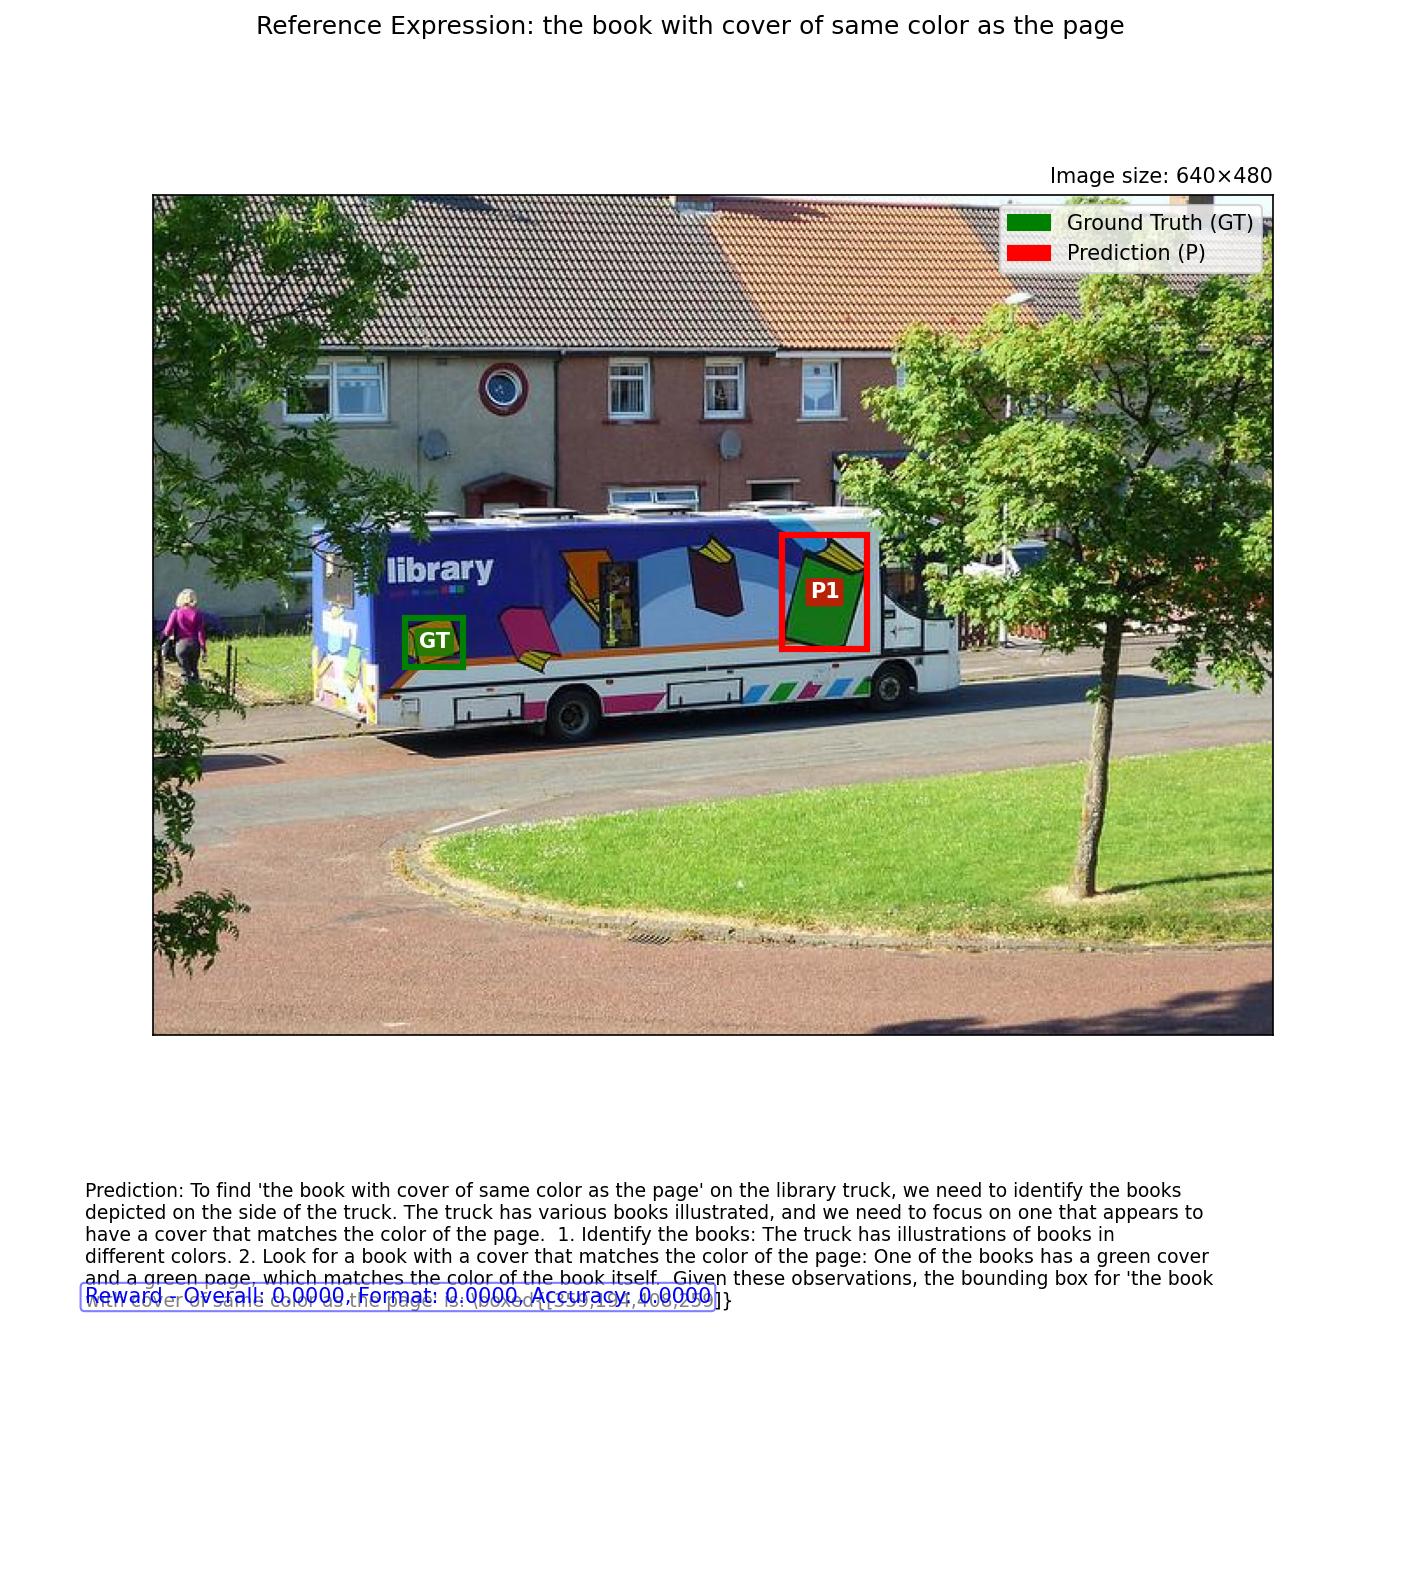 Reference Expression: the book with cover of same color as the page
Image size: 640×480
Ground Truth (GT)
Prediction (P)
library
P1
GT
Prediction: To find 'the book with cover of same color as the page' on the library truck, we need to identify the books
depicted on the side of the truck. The truck has various books illustrated, and we need to focus on one that appears to
have a cover that matches the color of the page.  1. Identify the books: The truck has illustrations of books in
different colors. 2. Look for a book with a cover that matches the color of the page: One of the books has a green cover
and a green page, which matches the color of the book itself.  Given these observations, the bounding box for 'the book
with cover of same color as the page' is: \boxed{[359,194,408,259]}
Reward - Overall: 0.0000, Format: 0.0000, Accuracy: 0.0000